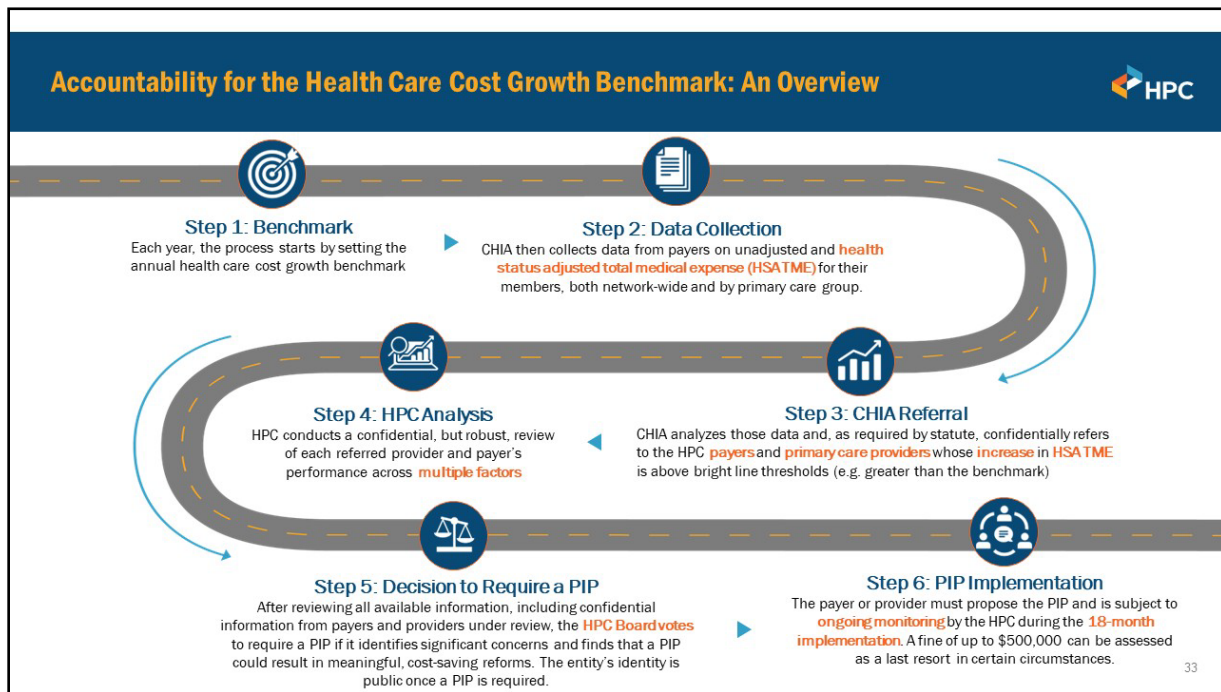 Accountability for the Health Care Cost Growth Benchmark: An Overview
HPC
Step 1: Benchmark
Each year, the process starts by setting the
annual health care cost growth benchmark
Step 2: Data Collection
CHIA then collects data from payers on unadjusted and health
status adjusted total medical expense (HSATME) for their
members, both network-wide and by primary care group.
Step 3: CHIA Referral
CHIA analyzes those data and, as required by statute, confidentially refers
to the HPC payers and primary care providers whose increase in HSATME
is above bright line thresholds (e.g. greater than the benchmark)
Step 4: HPC Analysis
HPC conducts a confidential, but robust, review
of each referred provider and payer's
performance across multiple factors
Step 5: Decision to Require a PIP
After reviewing all available information, including confidential
information from payers and providers under review, the HPC Board votes
to require a PIP if it identifies significant concerns and finds that a PIP
could result in meaningful, cost-saving reforms. The entity's identity is
public once a PIP is required.
Step 6: PIP Implementation
The payer or provider must propose the PIP and is subject to
ongoing monitoring by the HPC during the 18-month
implementation. A fine of up to $500,000 can be assessed
as a last resort in certain circumstances.
33